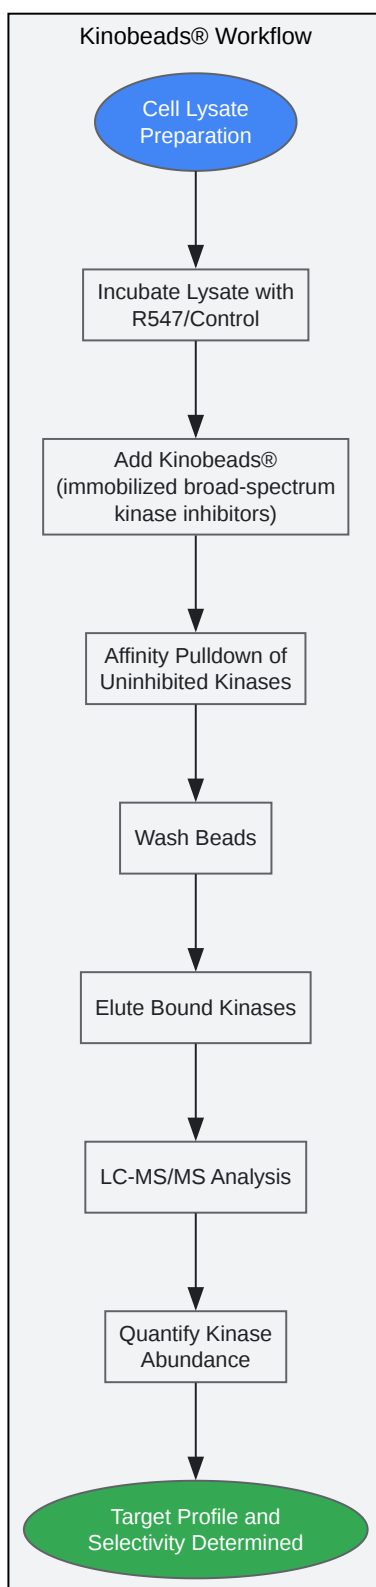 Kinobeads® Workflow
Cell Lysate
Preparation
Incubate Lysate with
R547/Control
Add Kinobeads®
(immobilized broad-spectrum
kinase inhibitors)
Affinity Pulldown of
Uninhibited Kinases
Wash Beads
Elute Bound Kinases
LC-MS/MS Analysis
Quantify Kinase
Abundance
Target Profile and
Selectivity Determined